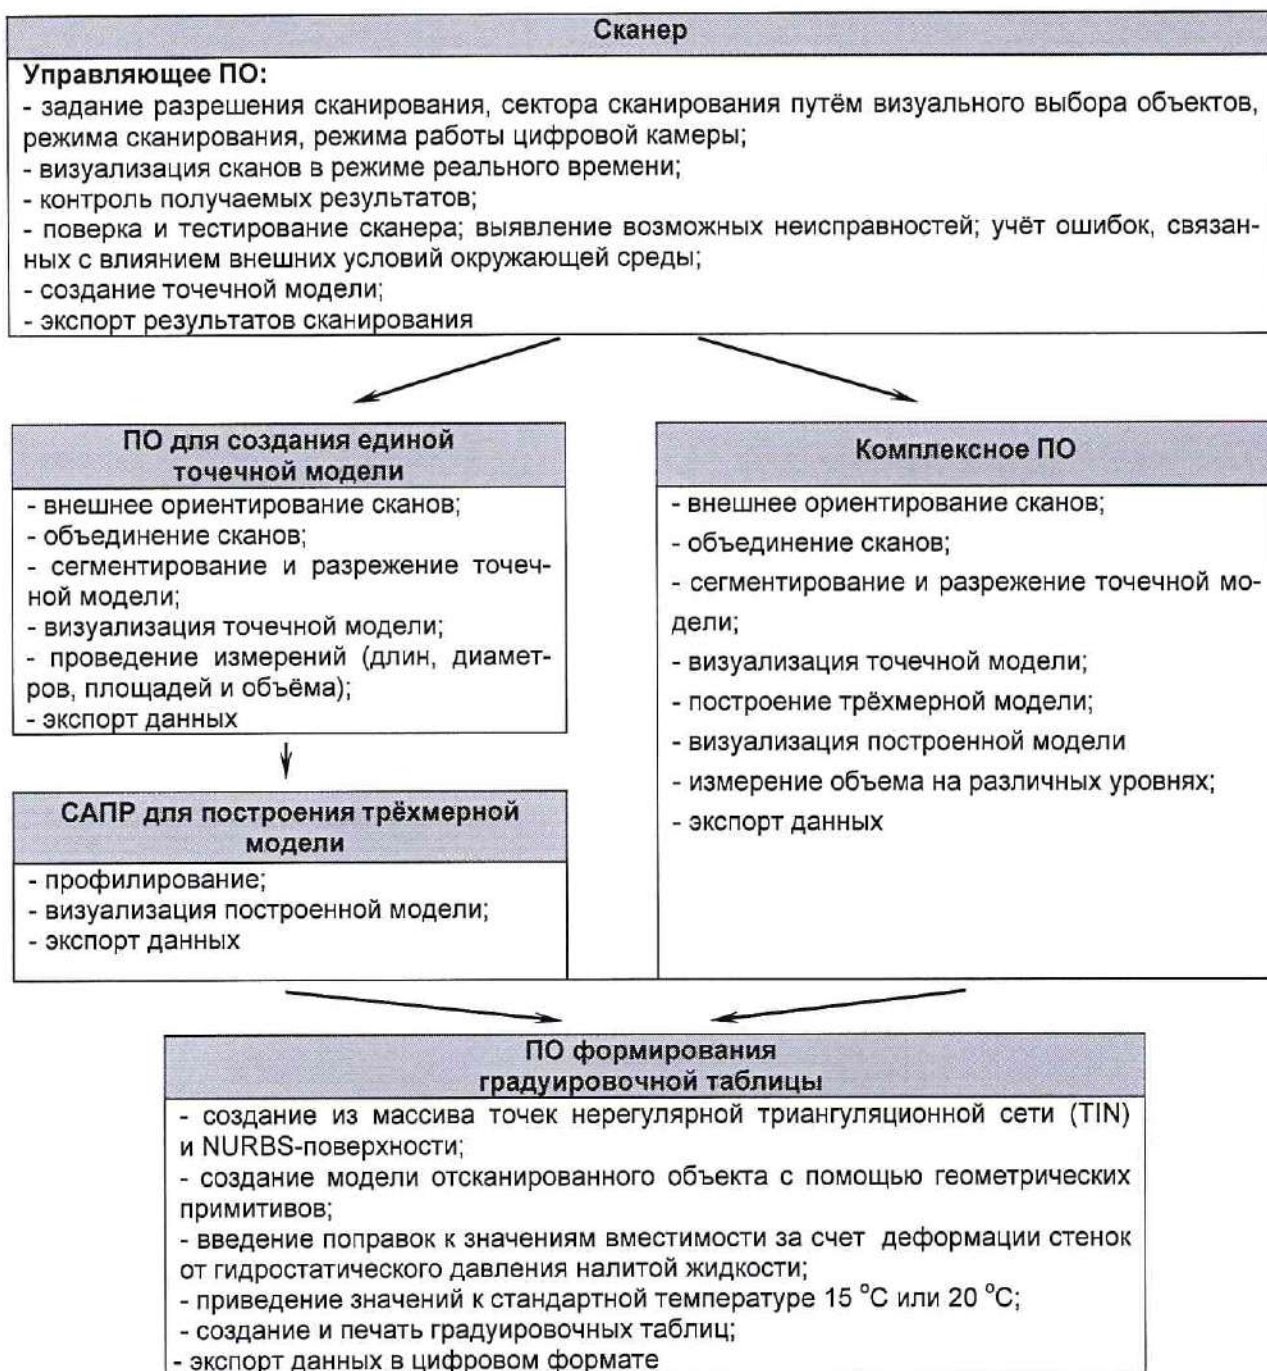 Сканер
Управляющее ПО:
- задание разрешения сканирования, сектора сканирования путём визуального выбора объектов,
режима сканирования, режима работы цифровой камеры;
- визуализация сканов в режиме реального времени;
- контроль получаемых результатов;
- поверка и тестирование сканера; выявление возможных неисправностей; учёт ошибок, связан-
ных с влиянием внешних условий окружающей среды;
- создание точечной модели;
- экспорт результатов сканирования
ПО для создания единой
точечной модели
- внешнее ориентирование сканов;
- объединение сканов;
- сегментирование и разрежение точеч-
ной модели;
- визуализация точечной модели;
- проведение измерений (длин, диамет-
ров, площадей и объёма);
- экспорт данных
САПР для построения трёхмерной
модели
- профилирование;
- визуализация построенной модели;
- экспорт данных
Комплексное ПО
- внешнее ориентирование сканов;
- объединение сканов;
- сегментирование и разрежение точечной мо-
дели;
- визуализация точечной модели;
- построение трёхмерной модели;
- визуализация построенной модели
- измерение объема на различных уровнях;
- экспорт данных
ПО формирования
градуировочной таблицы
- создание из массива точек нерегулярной триангуляционной сети (TIN)
и NURBS-поверхности;
- создание модели отсканированного объекта с помощью геометрических
примитивов;
- введение поправок к значениям вместимости за счет деформации стенок
от гидростатического давления налитой жидкости;
- приведение значений к стандартной температуре 15 °C или 20 °C;
- создание и печать градуировочных таблиц;
- экспорт данных в цифровом формате